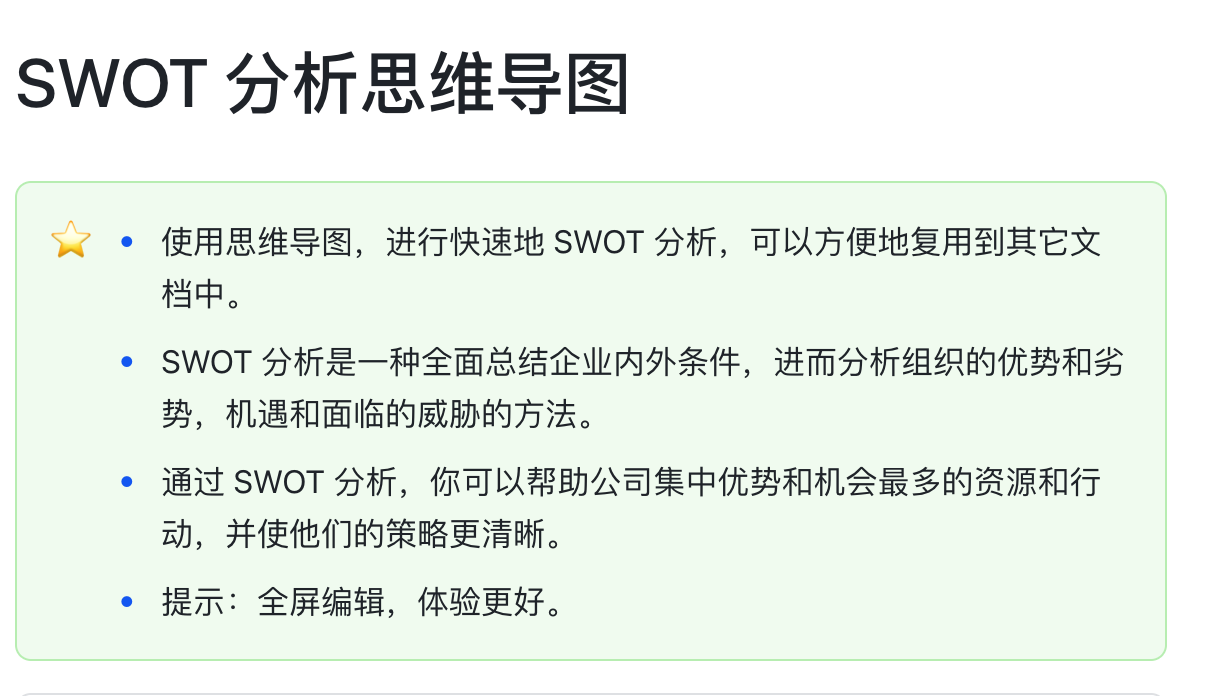 SWOT 分析思维导图
使用思维导图，进行快速地 SWOT 分析，可以方便地复用到其它文
档中。
SWOT 分析是一种全面总结企业内外条件，进而分析组织的优势和劣
势，机遇和面临的威胁的方法。
通过 SWOT 分析，你可以帮助公司集中优势和机会最多的资源和行
动，并使他们的策略更清晰。
提示：全屏编辑，体验更好。